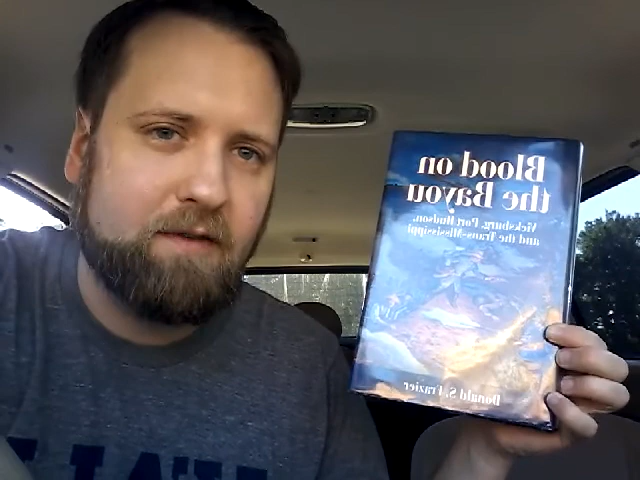 Blood on
the Bayou
Vicksburg, Port Hudson,
and the Trans-Mississippi
Donald S. Frazier